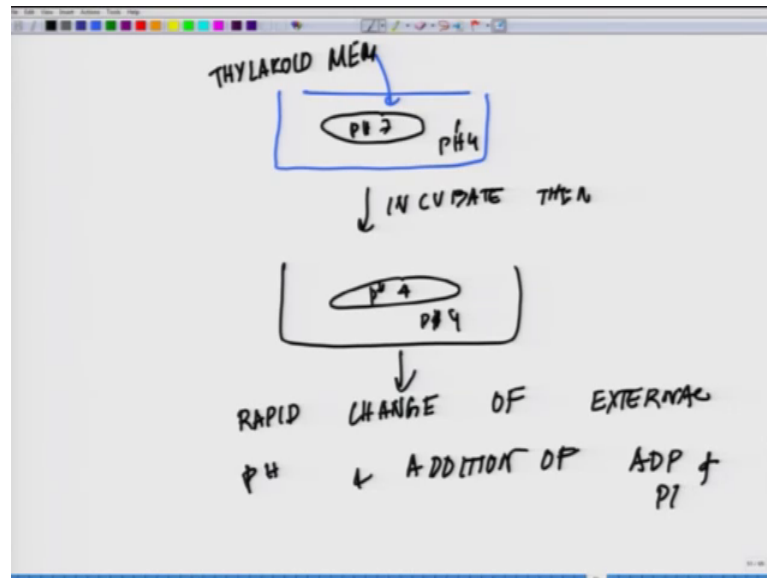 THYLAKOID MEM
pH 7
pH 4
INCUBATE THEN
pH 4
pH 4
RAPID CHANGE OF EXTERNAL
pH & ADDITION OF ADP &
PI